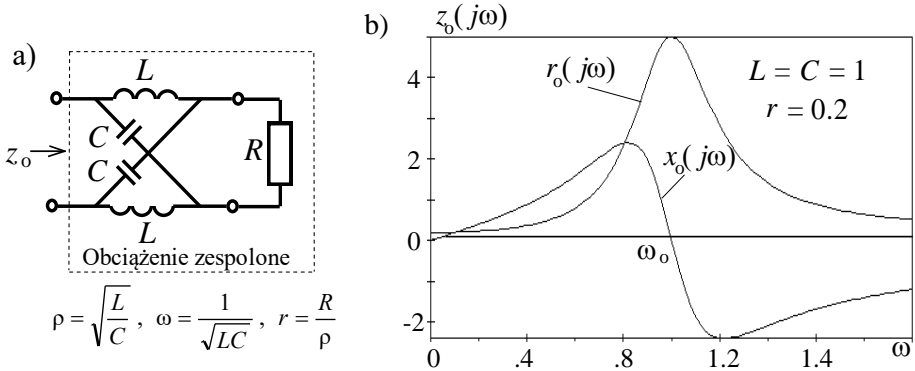 a)
L
C
C
L
R
z_o
Obciążenie zespolone
ρ = √(L/C) , ω = 1/√(LC) , r = R/ρ
b)
z_o(jω)
r_o(jω)
L = C = 1
r = 0.2
x_o(jω)
4
2
0
-2
ω_o
0 .4 .8 1.2 1.4 ω